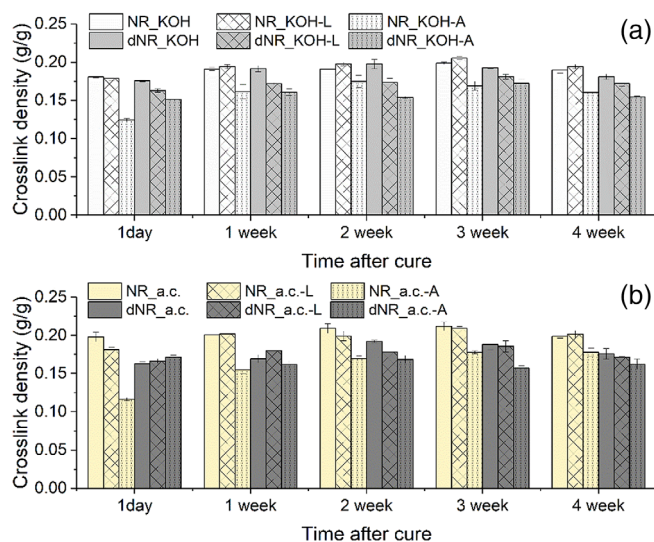 0.25
0.20
0.15
0.10
0.05
0.00
Crosslink density (g/g)
NR_KOH NR_KOH-L NR_KOH-A
dNR_KOH dNR_KOH-L dNR_KOH-A
(a)
1day 1 week 2 week 3 week 4 week
Time after cure
0.25
0.20
0.15
0.10
0.05
0.00
Crosslink density (g/g)
NR_a.c. NR_a.c.-L NR_a.c.-A
dNR_a.c. dNR_a.c.-L dNR_a.c.-A
(b)
1day 1 week 2 week 3 week 4 week
Time after cure